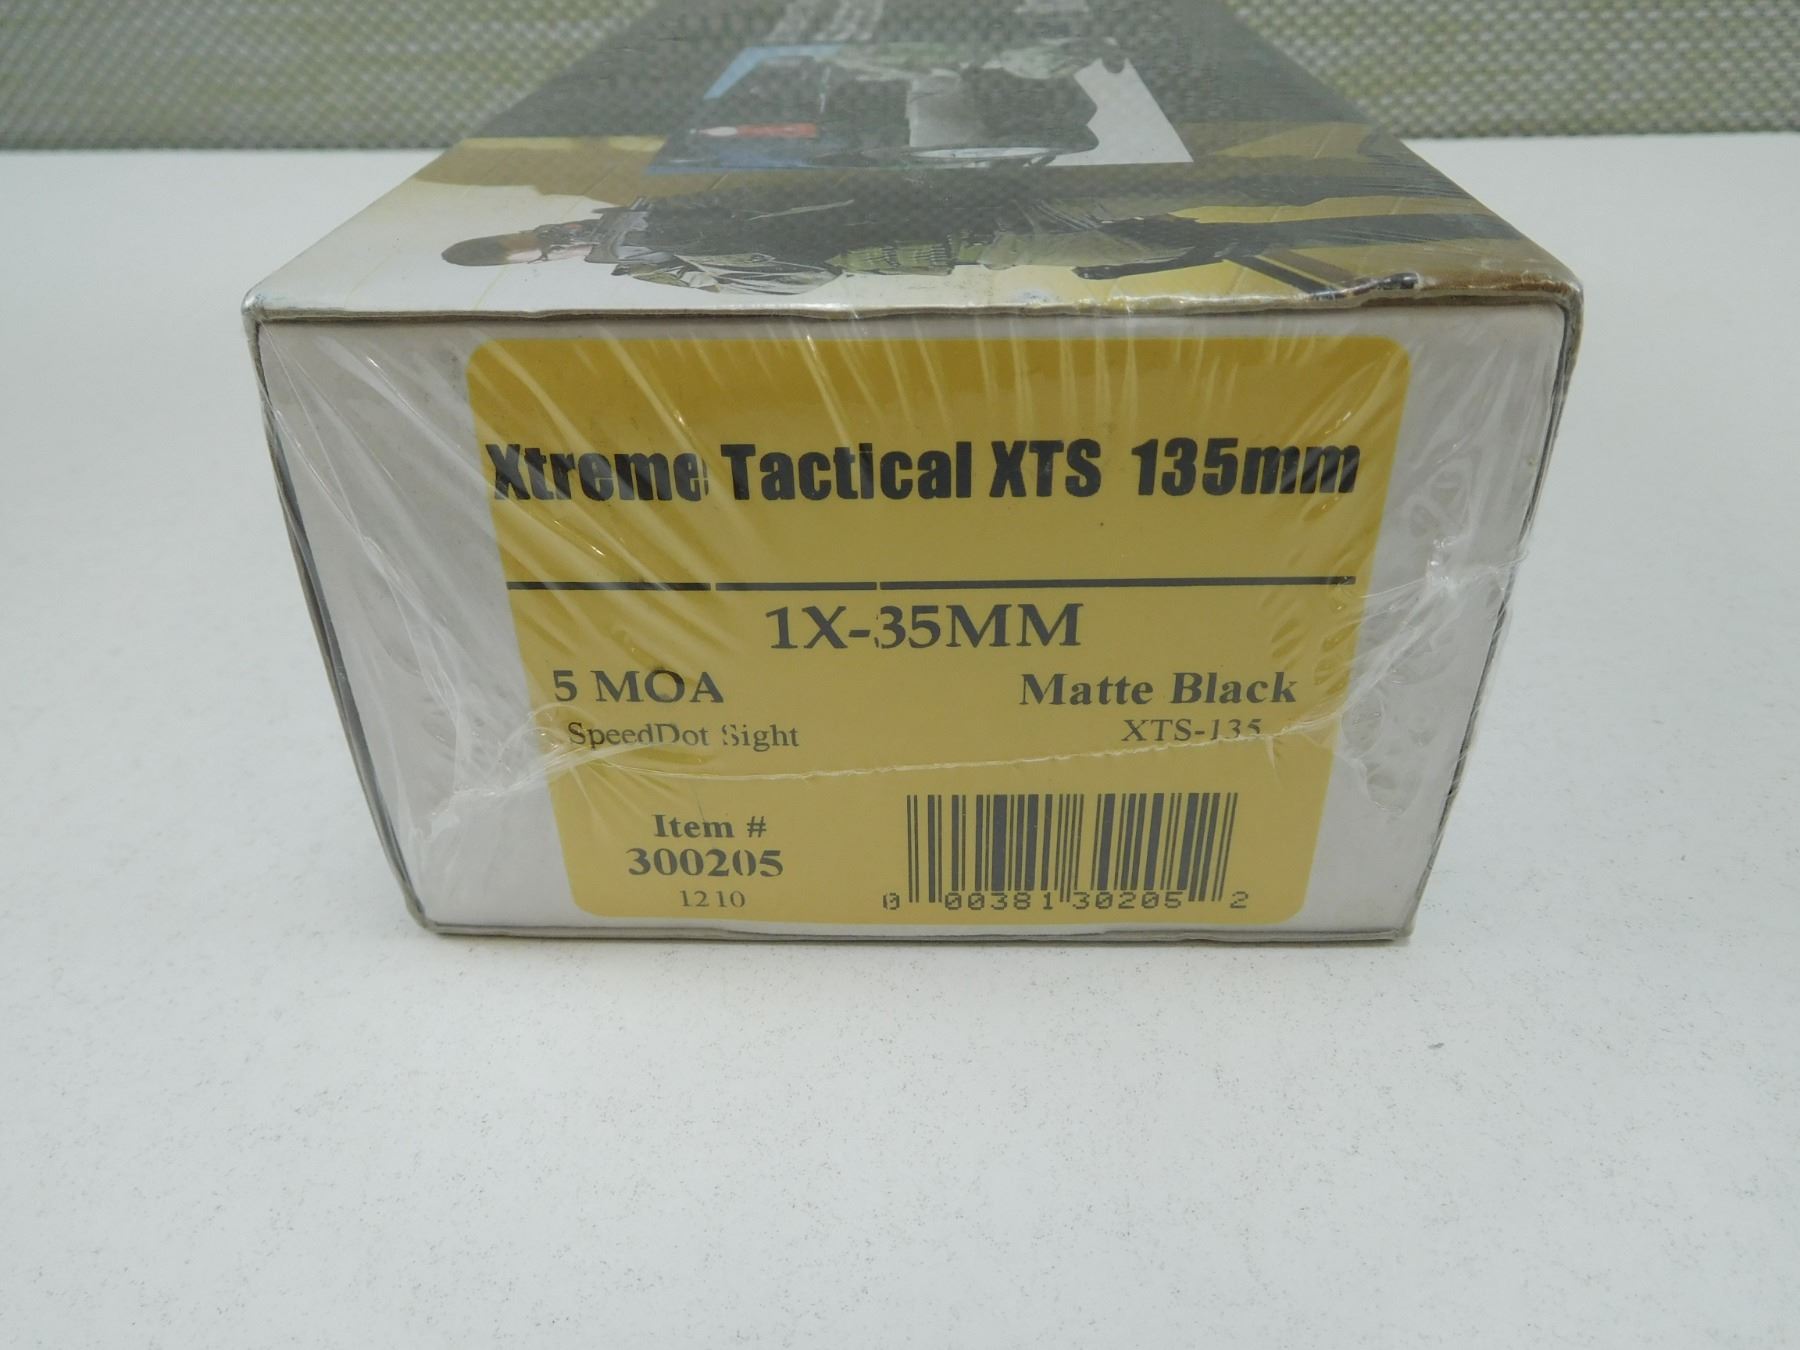 Xtreme Tactical XTS 135mm
1X-35MM
5 MOA Matte Black
SpeedDot Sight XTS-135
Item #
300205
1210
0 00381 30205 2